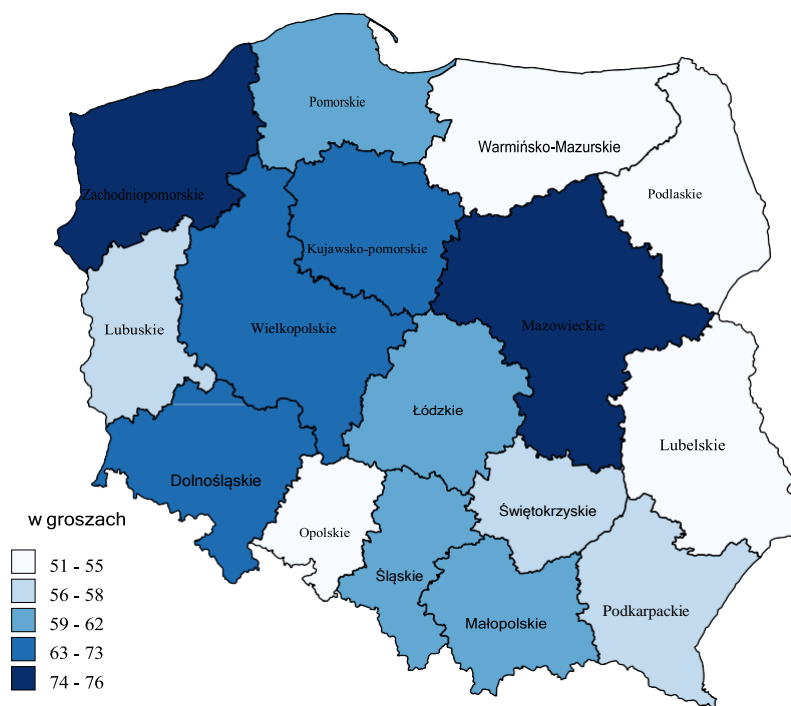 Pomorskie
Warmińsko-Mazurskie
Zachodniopomorskie
Podlaskie
Kujawsko-pomorskie
Lubuskie
Wielkopolskie
Mazowieckie
Łódzkie
Lubelskie
Dolnośląskie
Świętokrzyskie
Opolskie
Śląskie
Podkarpackie
Małopolskie
w groszach
51 - 55
56 - 58
59 - 62
63 - 73
74 - 76